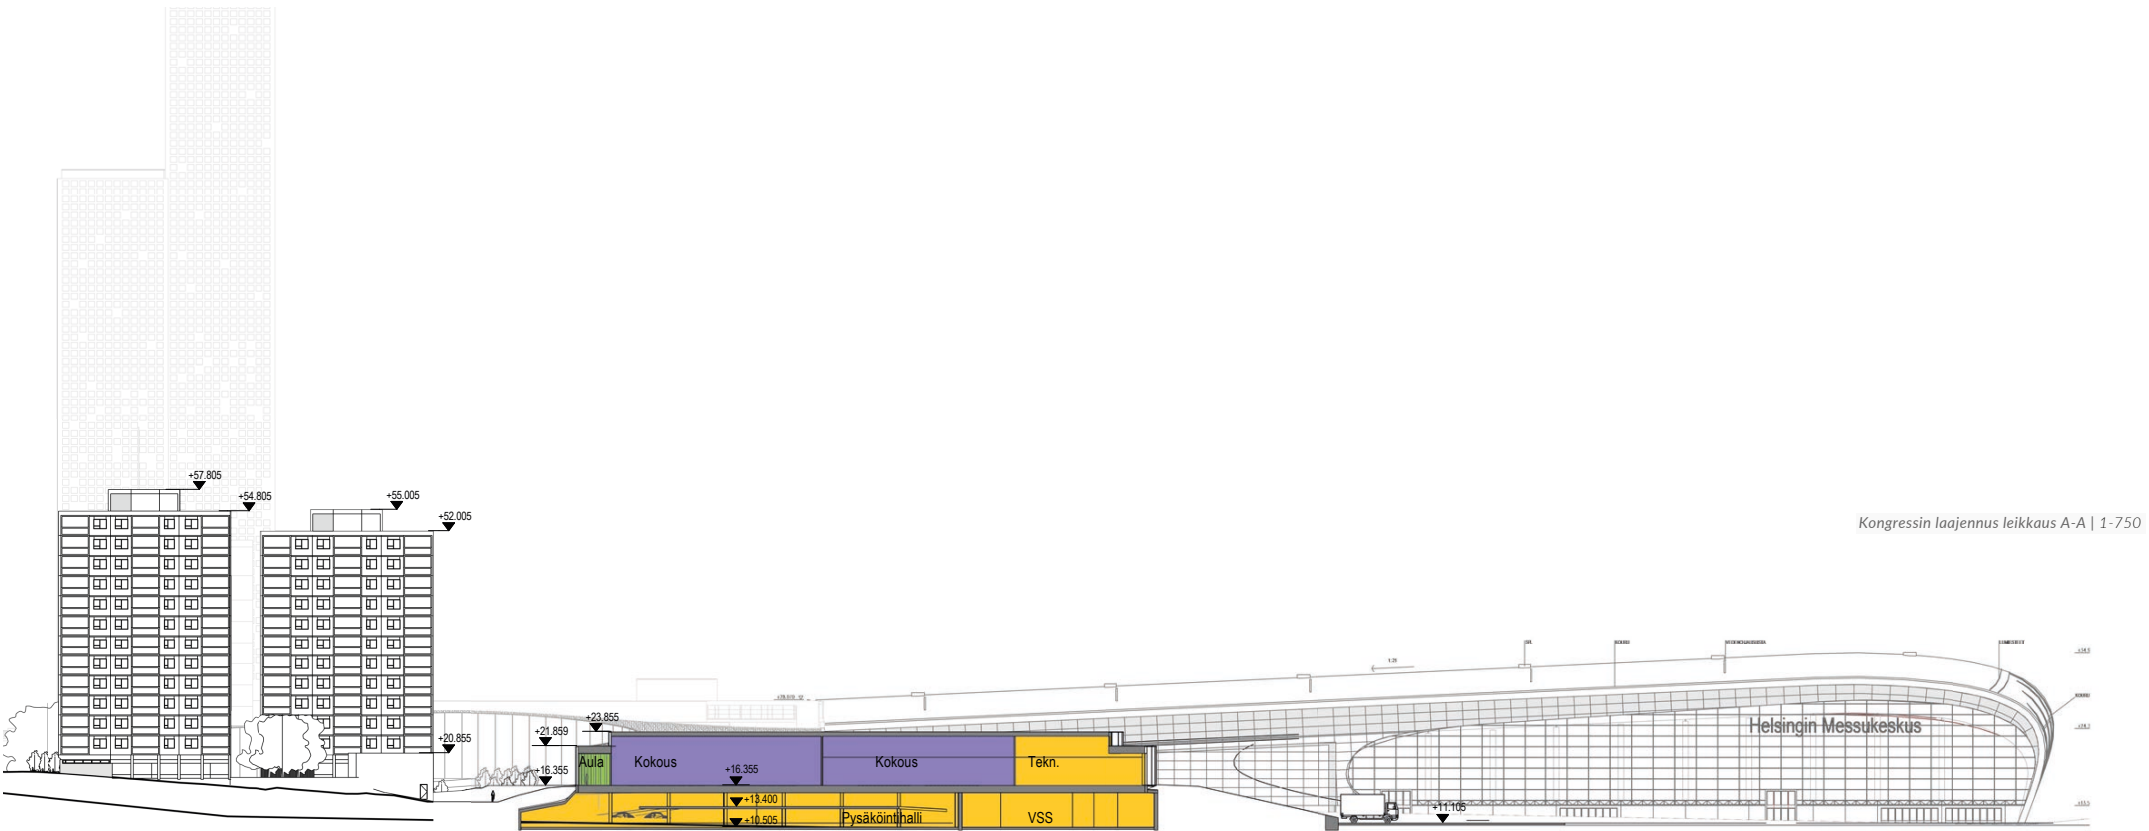 +57.805
+54.805
+55.005
+52.005
Kongressin laajennus leikkaus A-A | 1-750
+23.855
+21.859
+20.855
Helsingin Messukeskus
Aula
Kokous
Kokous
Tekn.
+16.355
+16.355
+13.400
+11.105
+10.505
Pysäköintihalli
VSS